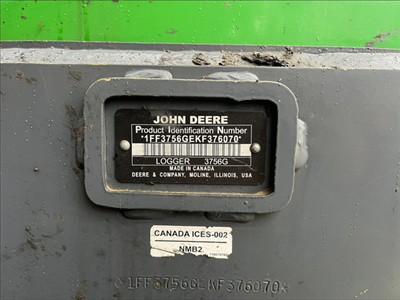 JOHN DEERE
Product Identification Number
*1FF3756GEKF376070*
LOGGER 3756G
MADE IN CANADA
DEERE & COMPANY, MOLINE, ILLINOIS, USA
CANADA ICES-002
NMB2
*1FF3756GEKF376070*